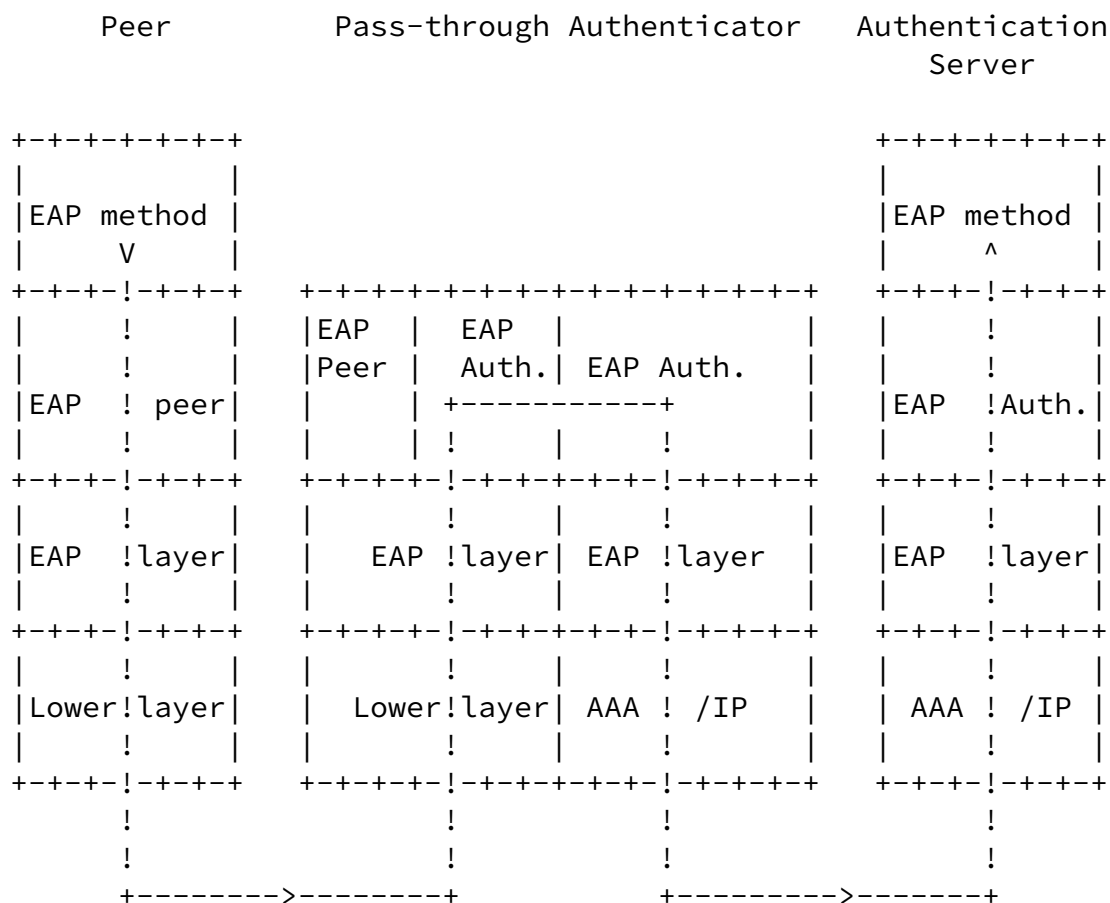 Peer         Pass-through Authenticator   Authentication
                                                   Server

+-+-+-+-+-+-+                                   +-+-+-+-+-+-+
|           |                                   |           |
|EAP method |                                   |EAP method |
|     V     |                                   |     ^     |
+-+-+-!-+-+-+   +-+-+-+-+-+-+-+-+-+-+-+-+-+-+   +-+-+-!-+-+-+
|     !     |   |EAP  |  EAP  |             |   |     !     |
|     !     |   |Peer |  Auth.| EAP Auth.   |   |     !     |
|EAP  ! peer|   |     | +-----------+       |   |EAP  !Auth.|
|     !     |   |     | !     |     !       |   |     !     |
+-+-+-!-+-+-+   +-+-+-+-!-+-+-+-+-+-!-+-+-+-+   +-+-+-!-+-+-+
|     !     |   |       !     |     !       |   |     !     |
|EAP  !layer|   |   EAP !layer| EAP !layer  |   |EAP  !layer|
|     !     |   |       !     |     !       |   |     !     |
+-+-+-!-+-+-+   +-+-+-+-!-+-+-+-+-+-!-+-+-+-+   +-+-+-!-+-+-+
|     !     |   |       !     |     !       |   |     !     |
|Lower!layer|   |  Lower!layer| AAA ! /IP   |   | AAA ! /IP |
|     !     |   |       !     |     !       |   |     !     |
+-+-+-!-+-+-+   +-+-+-+-!-+-+-+-+-+-!-+-+-+-+   +-+-+-!-+-+-+
      !                 !           !                 !
      !                 !           !                 !
      +-------->--------+           +--------->-------+